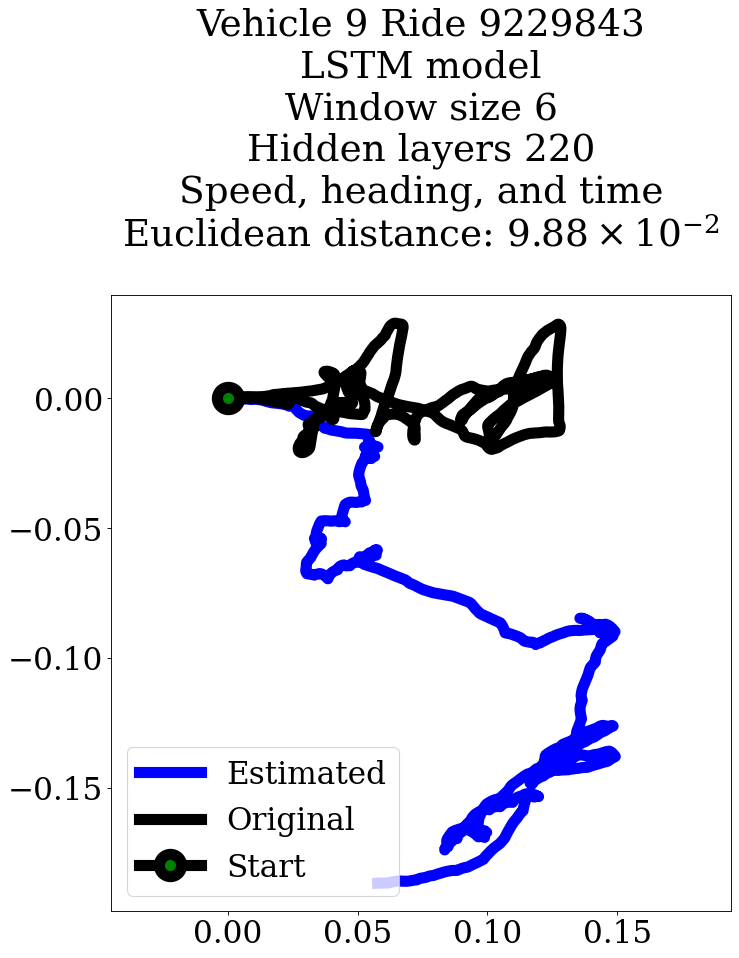 Vehicle 9 Ride 9229843
LSTM model
Window size 6
Hidden layers 220
Speed, heading, and time
Euclidean distance: 9.88 × 10⁻²
0.00
−0.05
−0.10
−0.15
Estimated
Original
Start
0.00 0.05 0.10 0.15